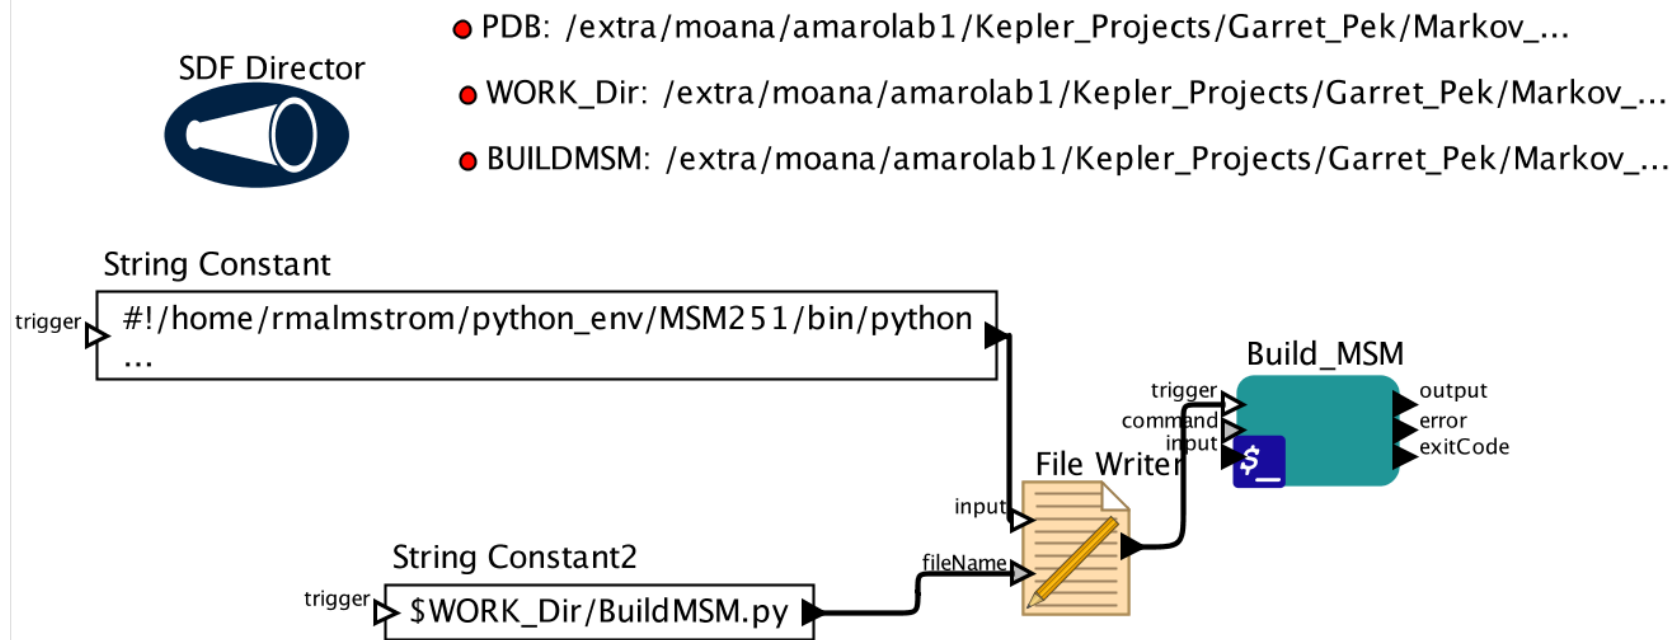 PDB: /extra/moana/amarolab1/Kepler_Projects/Garret_Pek/Markov_...
SDF Director
WORK_Dir: /extra/moana/amarolab1/Kepler_Projects/Garret_Pek/Markov_...
BUILDMSM: /extra/moana/amarolab1/Kepler_Projects/Garret_Pek/Markov_...
String Constant
trigger
#!/home/rmalmstrom/python_env/MSM251/bin/python
...
Build_MSM
trigger
output
command
error
input
exitCode
File Writer
input
String Constant2
fileName
trigger
$WORK_Dir/BuildMSM.py
$_